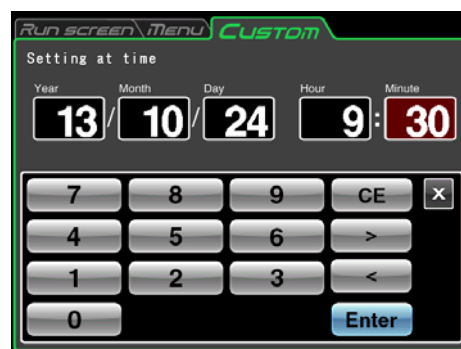 Run screen Menu Custom
Setting at time
Year Month Day Hour Minute
13 / 10 / 24 9 : 30
7 8 9 CE X
4 5 6 >
1 2 3 <
0 Enter